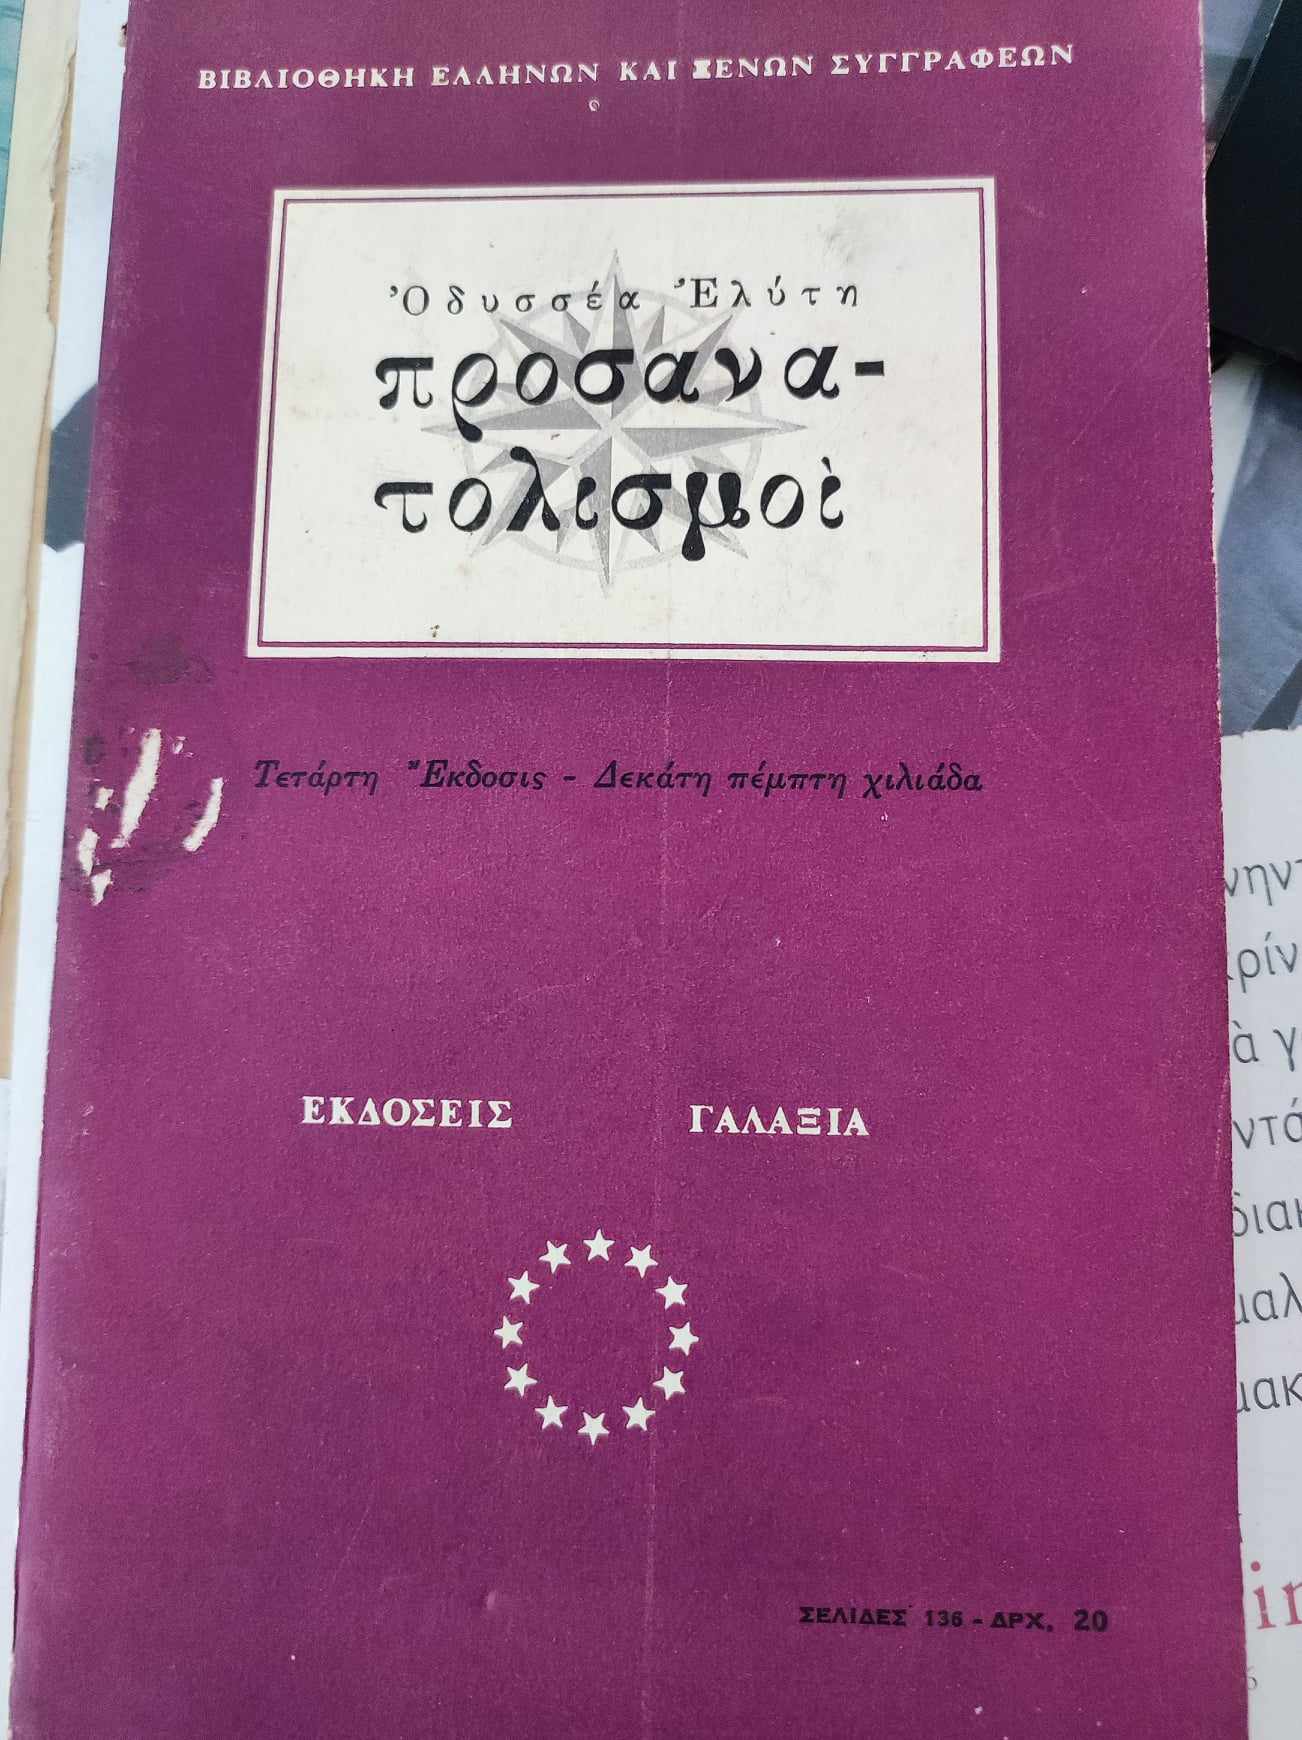 ΒΙΒΛΙΟΘΗΚΗ ΕΛΛΗΝΩΝ ΚΑΙ ΞΕΝΩΝ ΣΥΓΓΡΑΦΕΩΝ
Ὀδυσσέα Ἐλύτη
προσανα-
τολισμοὶ
Τετάρτη Ἔκδοσις - Δεκάτη πέμπτη χιλιάδα
ΕΚΔΟΣΕΙΣ ΓΑΛΑΞΙΑ
ΣΕΛΙΔΕΣ 136 - ΔΡΧ. 20